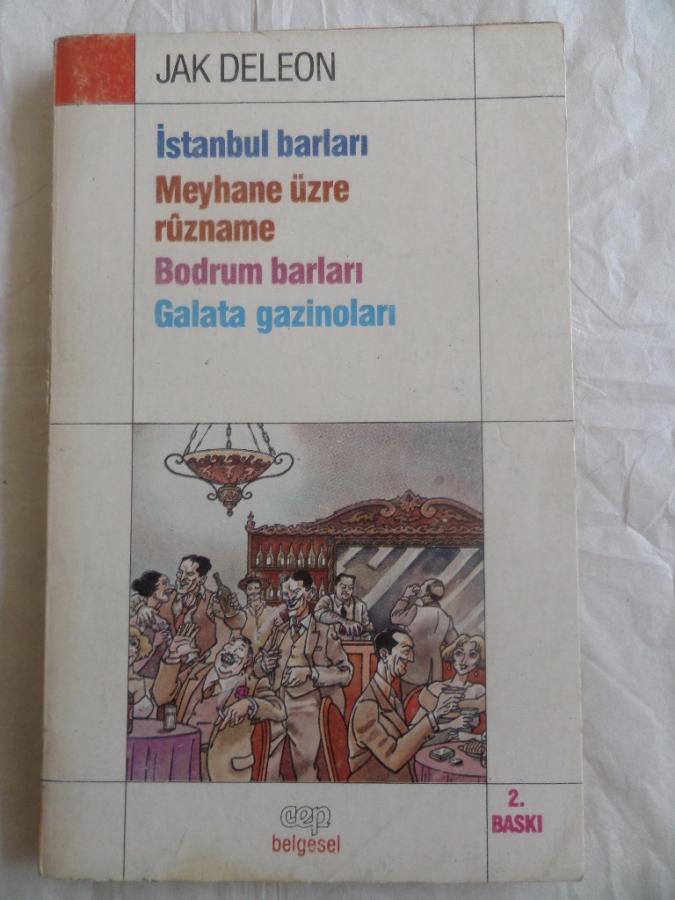 JAK DELEON
İstanbul barları
Meyhane üzre
rûzname
Bodrum barları
Galata gazinoları
cep
belgesel
2.
BASKI